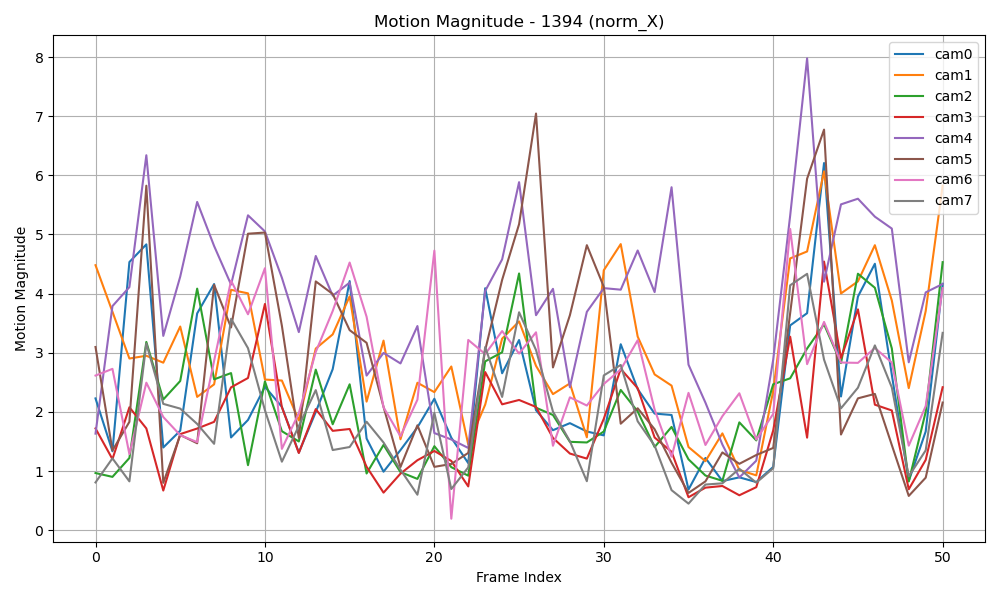 Motion Magnitude - 1394 (norm_X)
cam0
cam1
cam2
cam3
cam4
cam5
cam6
cam7
Motion Magnitude
8
7
6
5
4
3
2
1
0
0 10 20 30 40 50
Frame Index